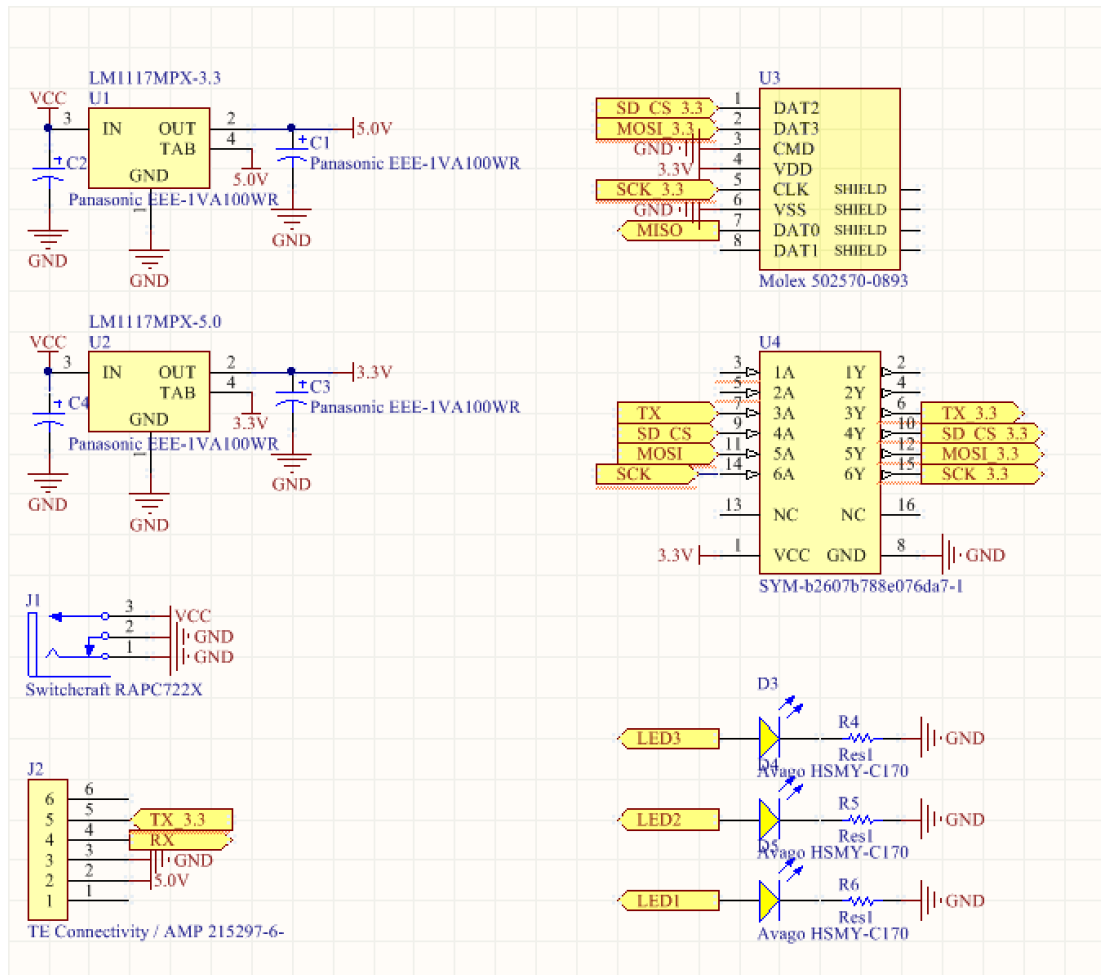 LM1117MPX-3.3
VCC
U1
3
IN
OUT
2
5.0V
TAB
4
GND
5.0V
+
C2
Panasonic EEE-1VA100WR
+
C1
Panasonic EEE-1VA100WR
1
GND
GND
GND
LM1117MPX-5.0
VCC
U2
3
IN
OUT
2
3.3V
TAB
4
GND
3.3V
+
C4
Panasonic EEE-1VA100WR
+
C3
Panasonic EEE-1VA100WR
1
GND
GND
GND
J1
3
VCC
2
GND
1
GND
Switchcraft RAPC722X
J2
6 6
5 5 TX_3.3
4 4 RX
3 3 GND
2 2 5.0V
1 1
TE Connectivity / AMP 215297-6-
U3
SD_CS_3.3 1 DAT2
MOSI_3.3 2 DAT3
GND 3 CMD
3.3V 4 VDD
SCK_3.3 5 CLK SHIELD
GND 6 VSS SHIELD
MISO 7 DAT0 SHIELD
8 DAT1 SHIELD
Molex 502570-0893
U4
3 1A 1Y 2
5 2A 2Y 4
TX 7 3A 3Y 6 TX_3.3
SD_CS 9 4A 4Y 10 SD_CS_3.3
MOSI 11 5A 5Y 12 MOSI_3.3
SCK 14 6A 6Y 15 SCK_3.3
13 NC NC 16
3.3V 1 VCC GND 8 GND
SYM-b2607b788e076da7-1
D3
LED3
R4
Res1
GND
Avago HSMY-C170
D4
LED2
R5
Res1
GND
Avago HSMY-C170
D5
LED1
R6
Res1
GND
Avago HSMY-C170